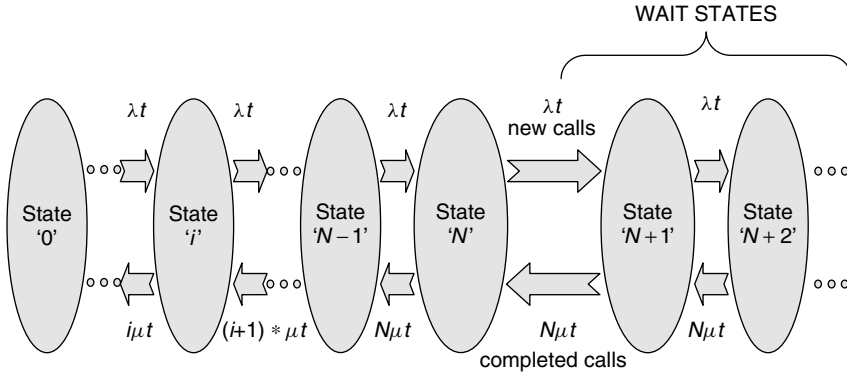 WAIT STATES
λt
λt
λt
λt
new calls
λt
State
'0'
State
'i'
State
'N − 1'
State
'N'
State
'N + 1'
State
'N + 2'
iμt
(i+1) * μt
Nμt
Nμt
completed calls
Nμt